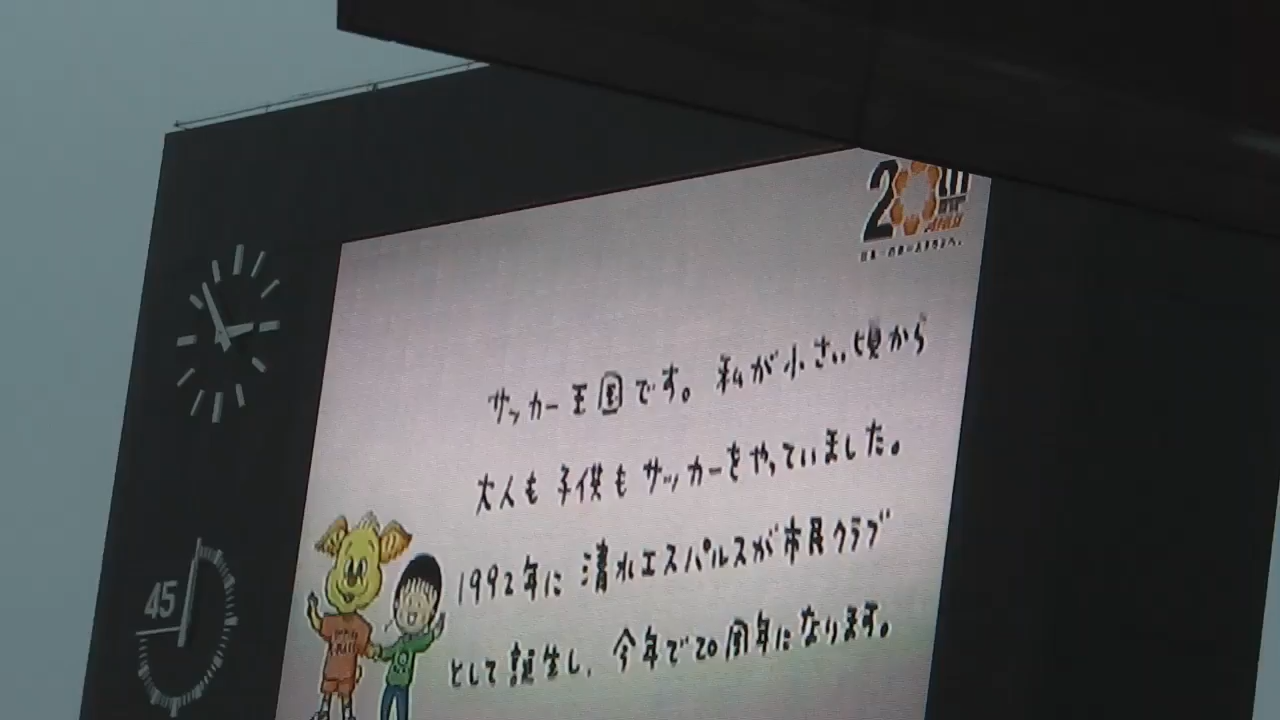 20th
サッカー王国です。私が小さい頃から
大人も子供もサッカーをやっていました。
1992年に清水エスパルスが市民クラブ
として誕生し、今年で20周年になります。
45